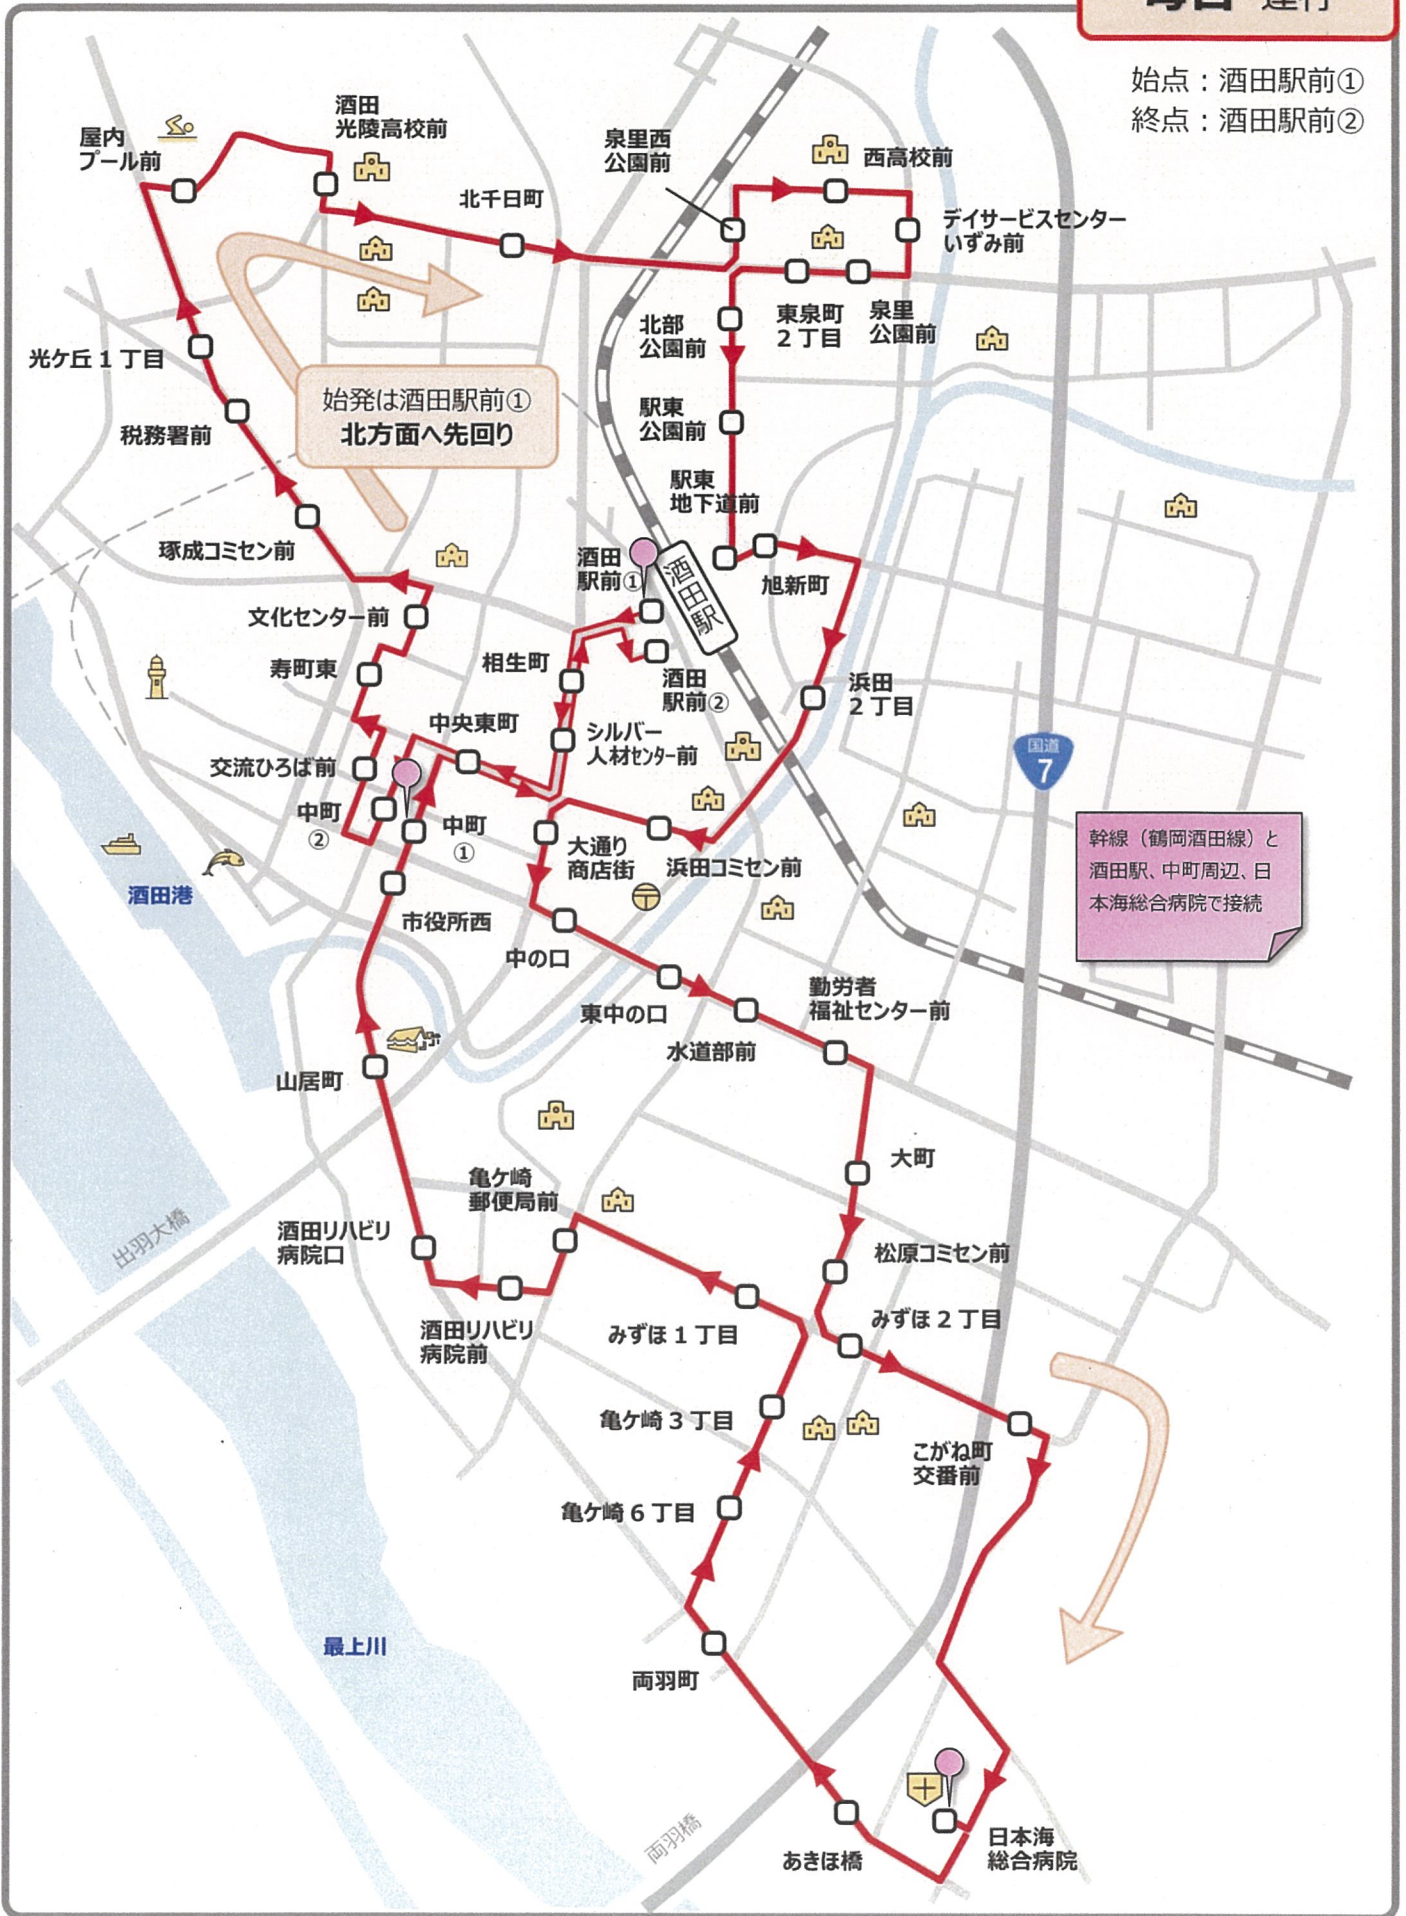 毎日 運行
始点：酒田駅前①
終点：酒田駅前②
酒田
光陵高校前
屋内
プール前
泉里西
公園前
西高校前
北千日町
デイサービスセンター
いずみ前
北部
公園前
東泉町
２丁目
泉里
公園前
光ケ丘１丁目
始発は酒田駅前①
北方面へ先回り
税務署前
駅東
公園前
駅東
地下道前
琢成コミセン前
酒田
駅前①
酒田駅
旭新町
文化センター前
寿町東
相生町
酒田
駅前②
浜田
２丁目
中央東町
シルバー
人材センター前
国道
7
交流ひろば前
中町
②
中町
①
大通り
商店街
浜田コミセン前
幹線（鶴岡酒田線）と
酒田駅、中町周辺、日
本海総合病院で接続
酒田港
市役所西
中の口
東中の口
勤労者
福祉センター前
水道部前
山居町
大町
亀ケ崎
郵便局前
出羽大橋
酒田リハビリ
病院口
松原コミセン前
酒田リハビリ
病院前
みずほ１丁目
みずほ２丁目
亀ケ崎３丁目
こがね町
交番前
亀ケ崎６丁目
最上川
両羽町
両羽橋
あきほ橋
日本海
総合病院